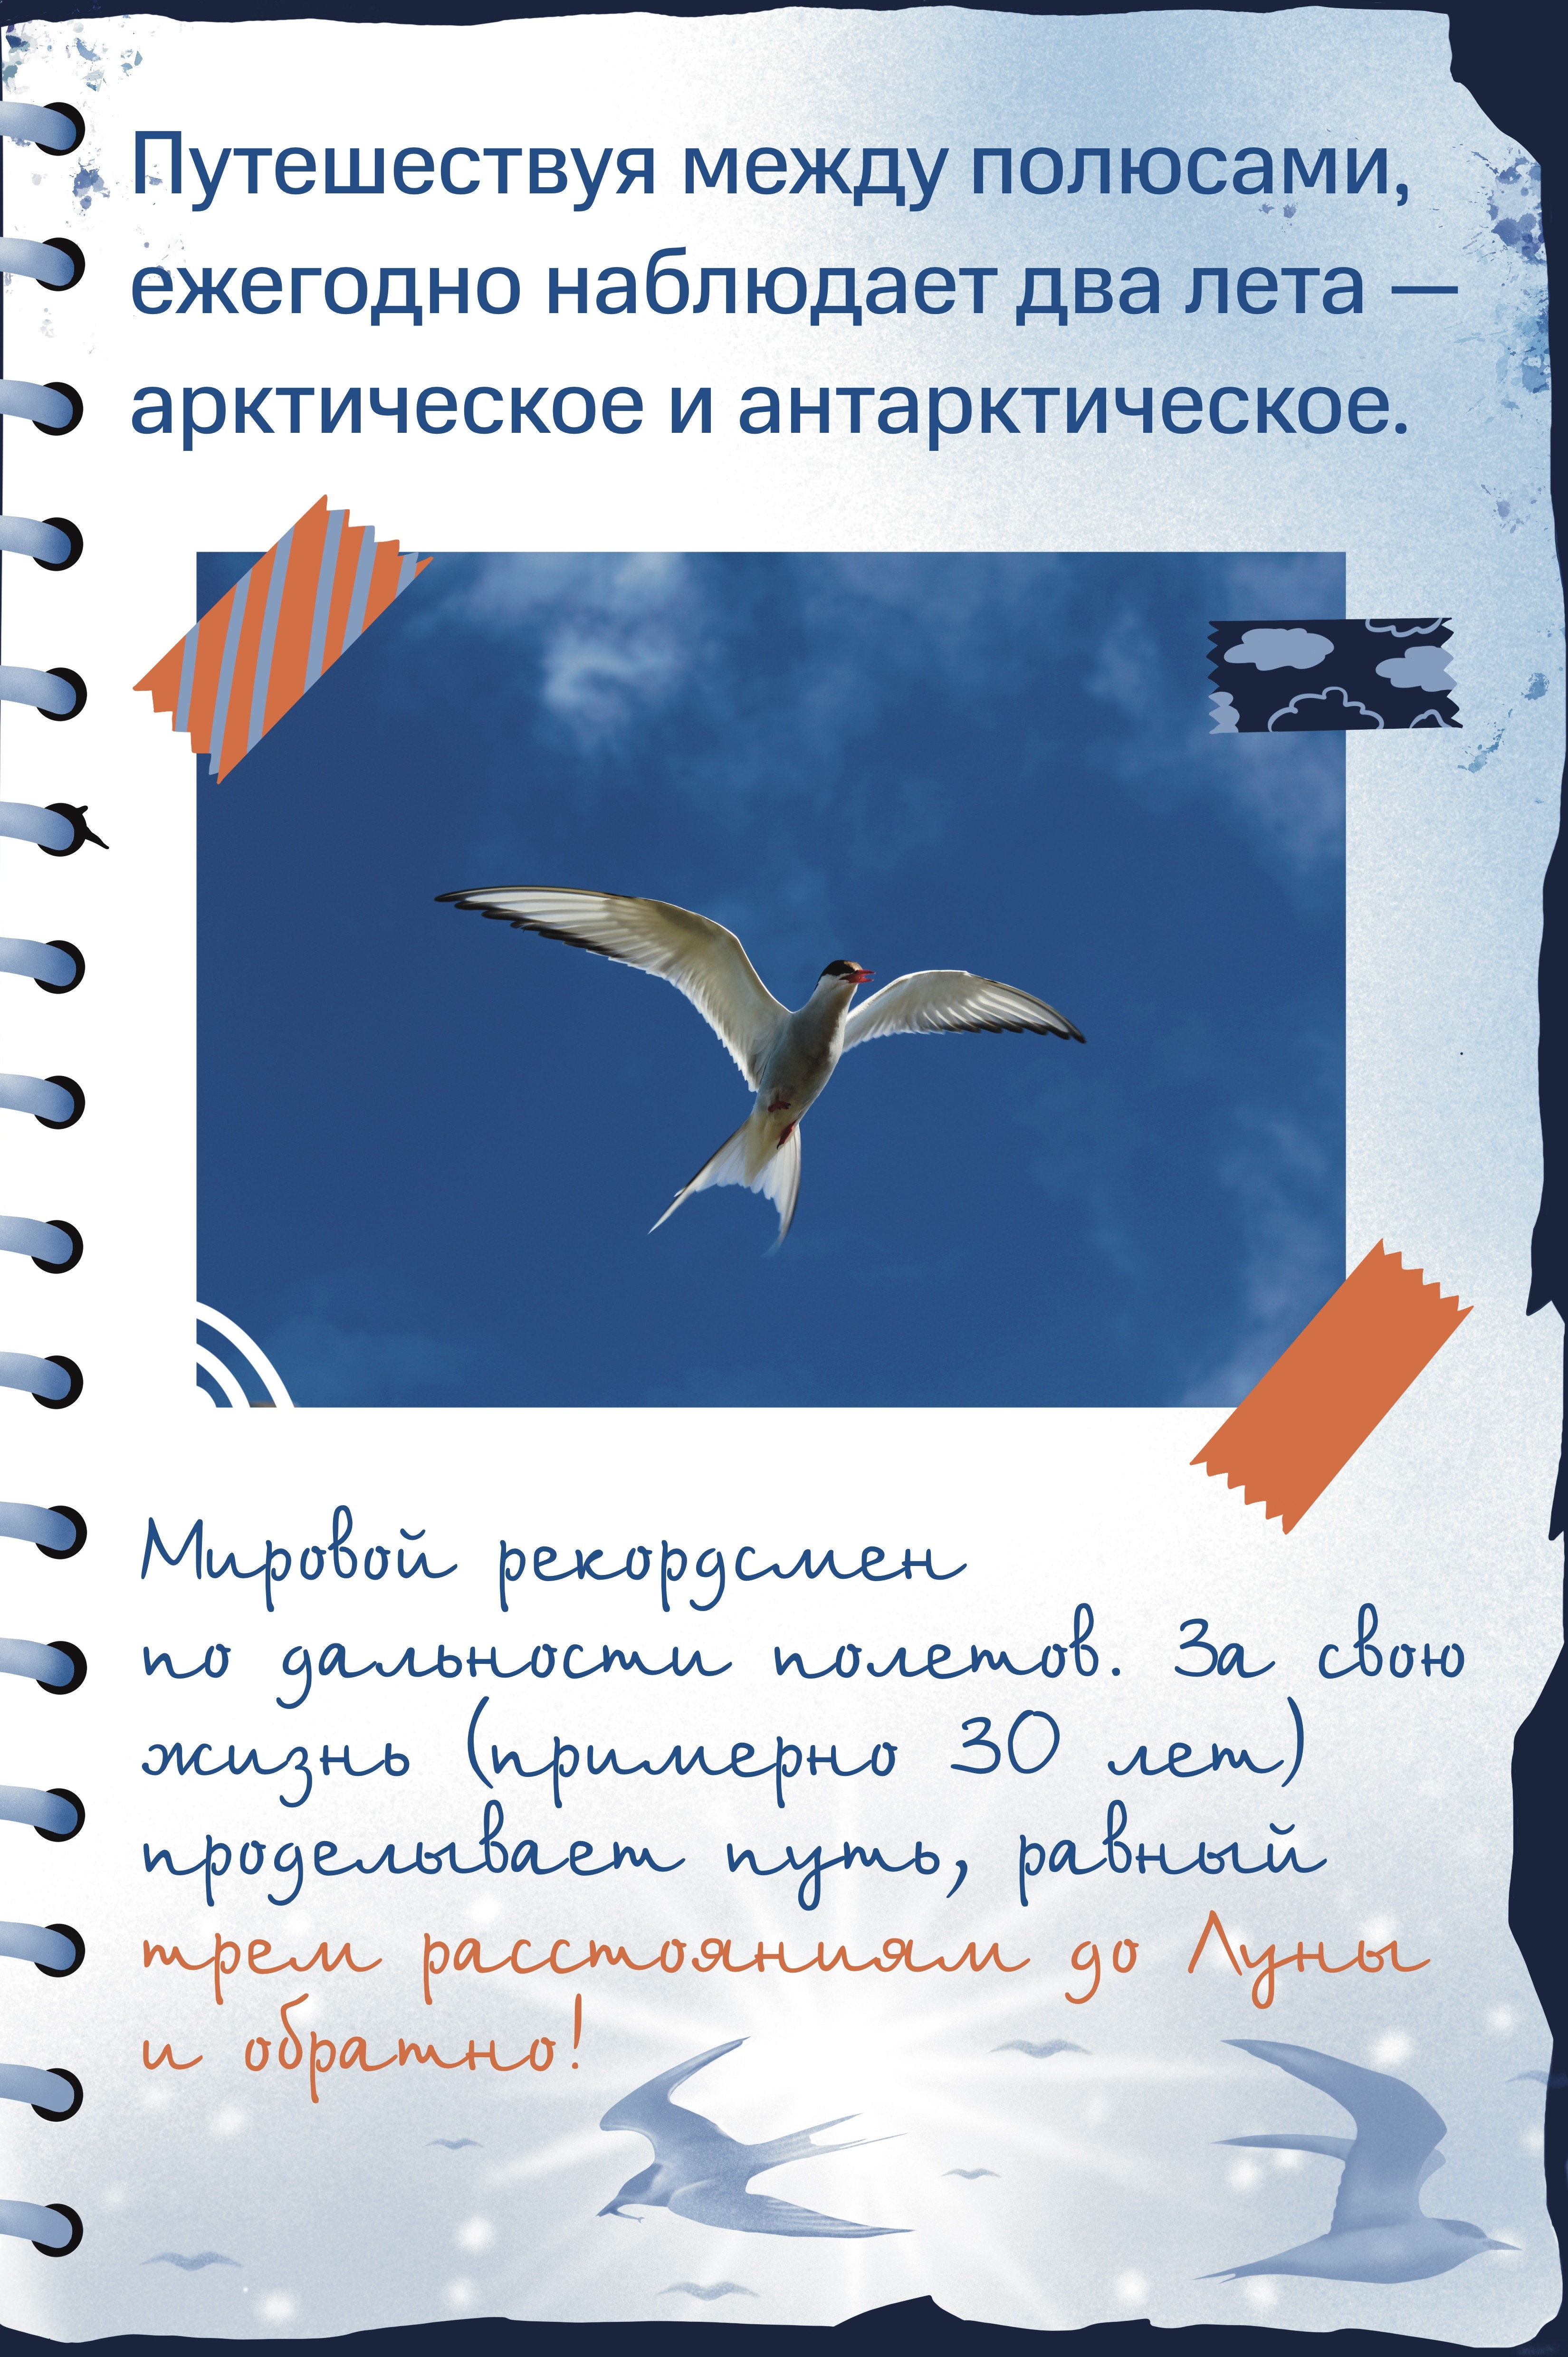 Путешествуя между полюсами,
ежегодно наблюдает два лета —
арктическое и антарктическое.
Мировой рекордсмен
по дальности полетов. За свою
жизнь (примерно 30 лет)
проделывает путь, равный
трем расстояниям до Луны
и обратно!